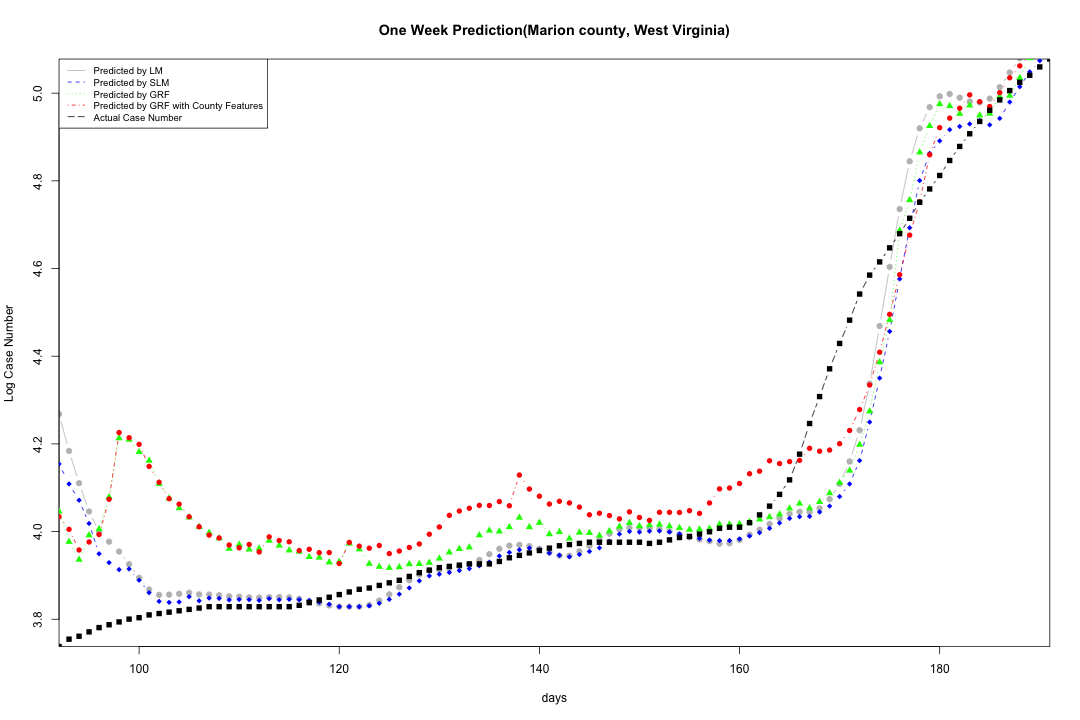 One Week Prediction(Marion county, West Virginia)
Predicted by LM
Predicted by SLM
Predicted by GRF
Predicted by GRF with County Features
Actual Case Number
5.0
4.8
4.6
4.4
4.2
4.0
3.8
Log Case Number
100
120
140
160
180
days